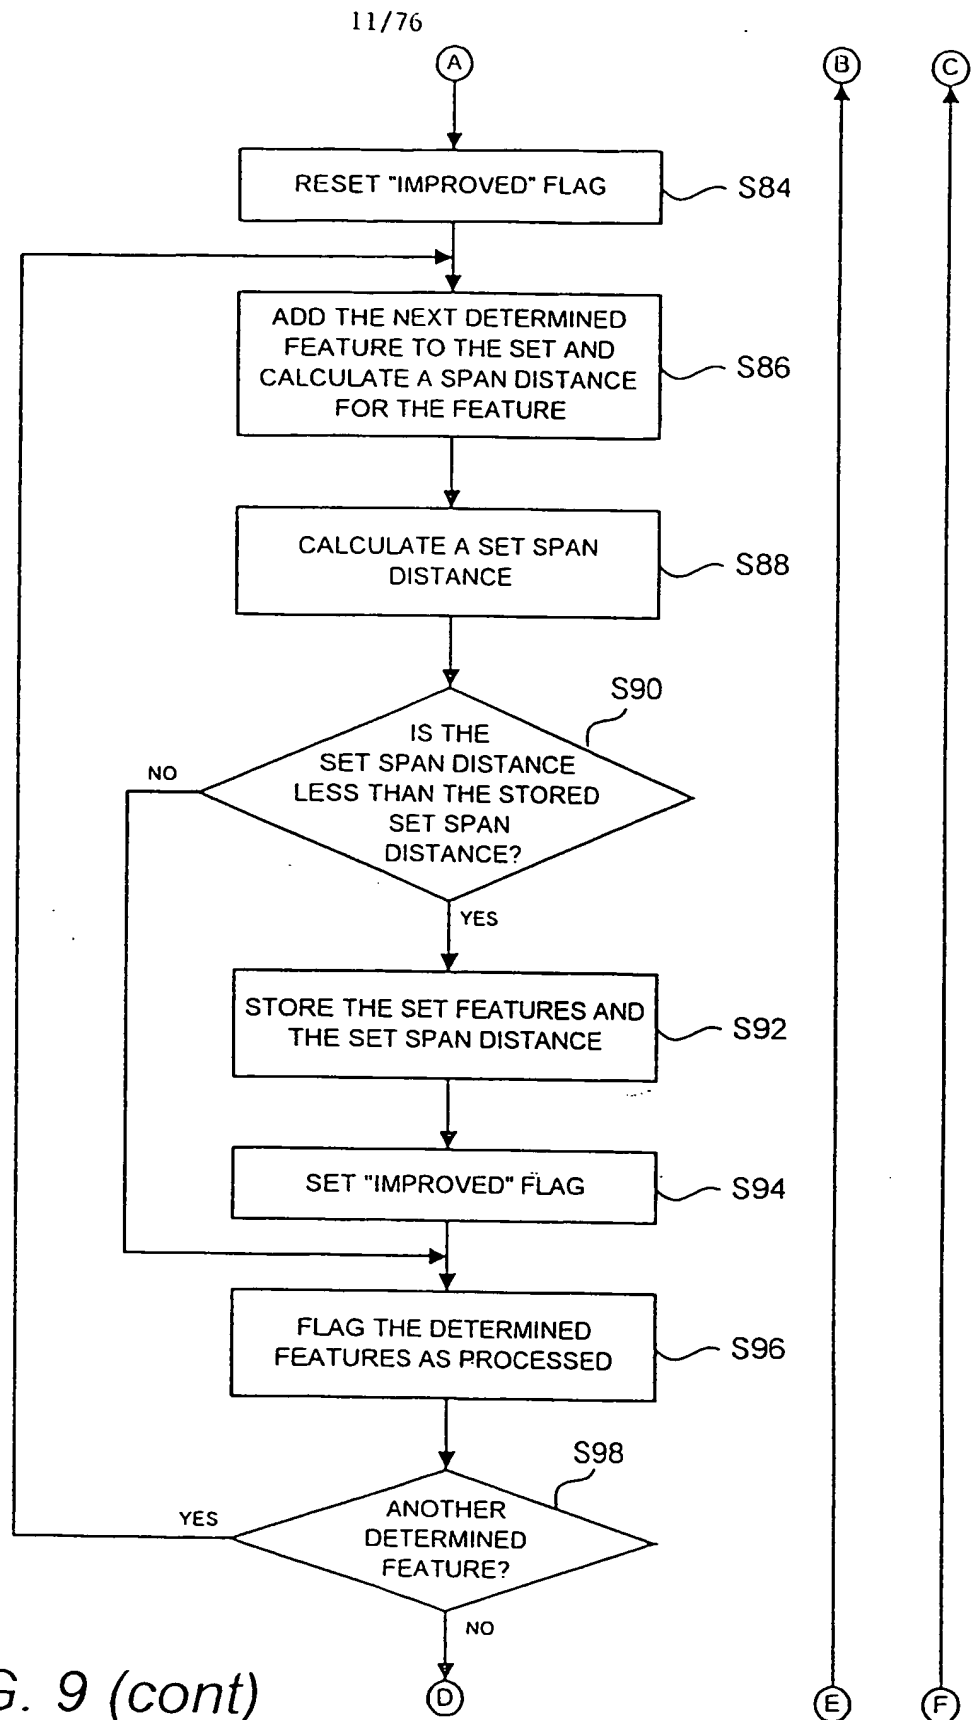 11/76
A
B
C
RESET "IMPROVED" FLAG
S84
ADD THE NEXT DETERMINED
FEATURE TO THE SET AND
CALCULATE A SPAN DISTANCE
FOR THE FEATURE
S86
CALCULATE A SET SPAN
DISTANCE
S88
S90
IS THE
SET SPAN DISTANCE
LESS THAN THE STORED
SET SPAN
DISTANCE?
NO
YES
STORE THE SET FEATURES AND
THE SET SPAN DISTANCE
S92
SET "IMPROVED" FLAG
S94
FLAG THE DETERMINED
FEATURES AS PROCESSED
S96
S98
ANOTHER
DETERMINED
FEATURE?
YES
NO
G. 9 (cont)
D
E
F